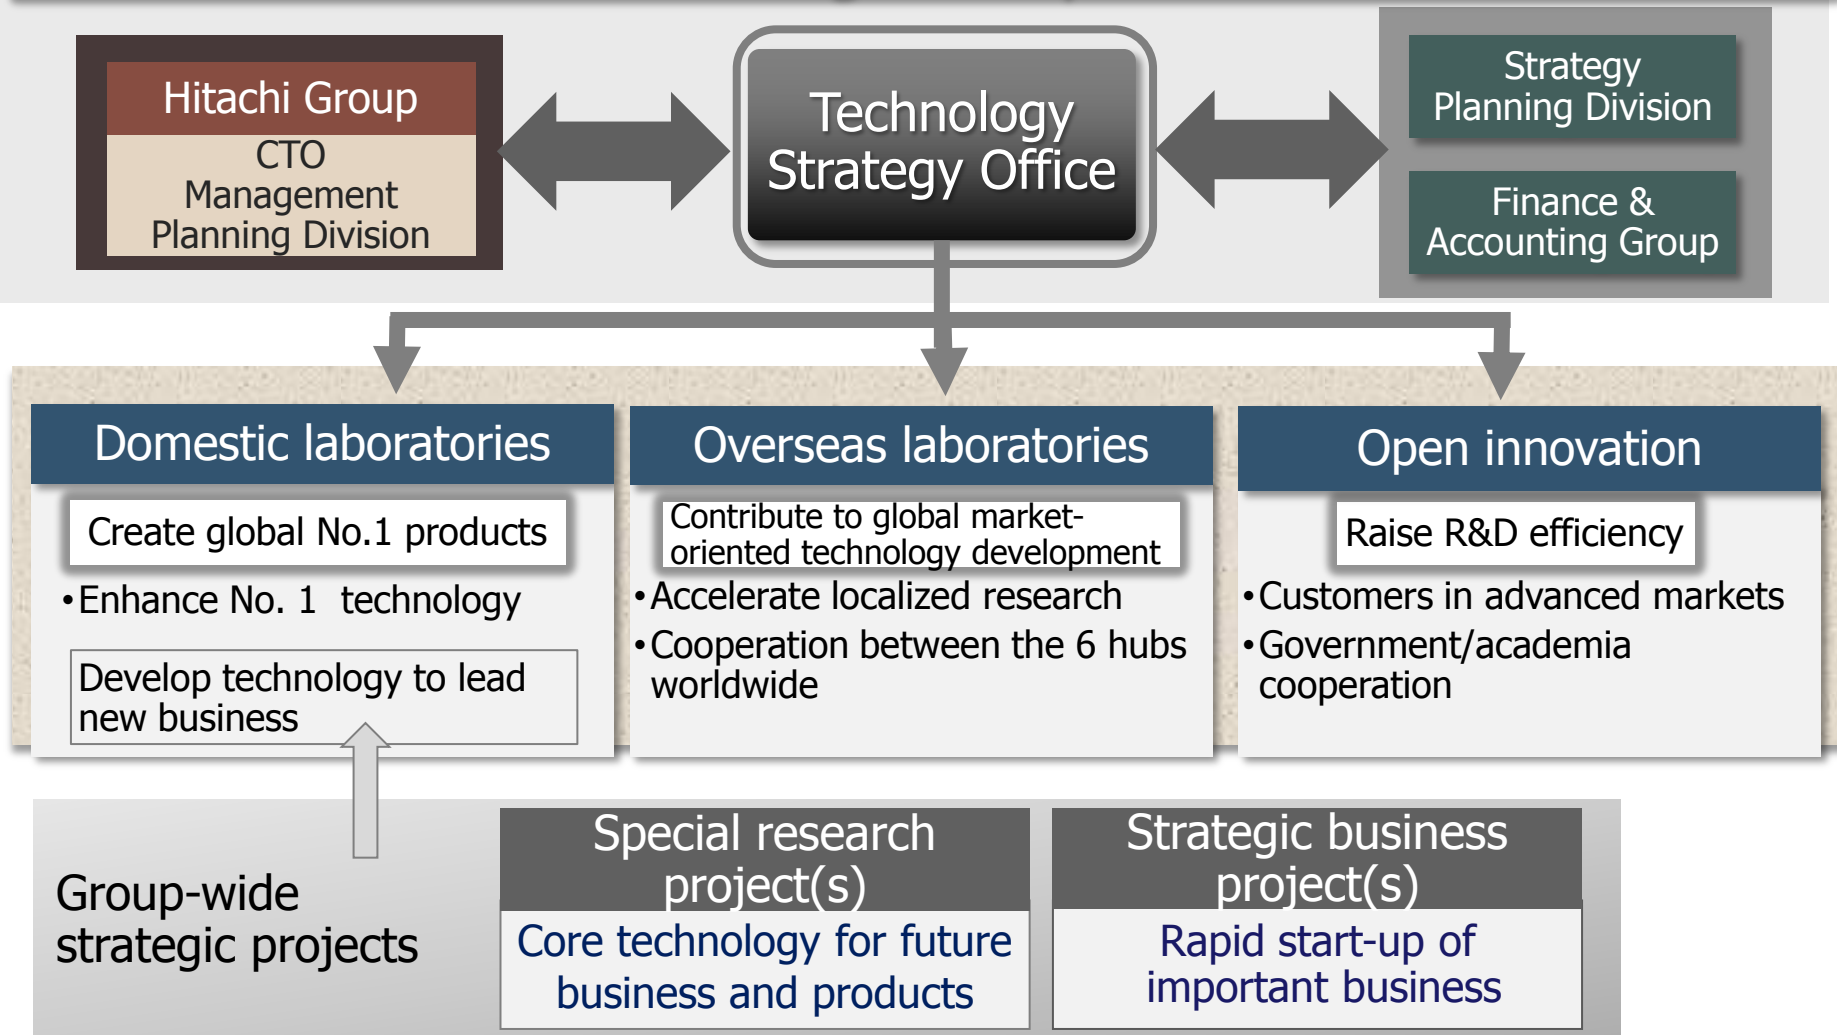 Hitachi Group
CTO
Management
Planning Division
Technology
Strategy Office
Strategy
Planning Division
Finance &
Accounting Group
Domestic laboratories
Create global No.1 products
•Enhance No. 1  technology
Develop technology to lead
new business
Overseas laboratories
Contribute to global market-
oriented technology development
•Accelerate localized research
•Cooperation between the 6 hubs
worldwide
Open innovation
Raise R&D efficiency
•Customers in advanced markets
•Government/academia
cooperation
Group-wide
strategic projects
Special research
project(s)
Core technology for future
business and products
Strategic business
project(s)
Rapid start-up of
important business